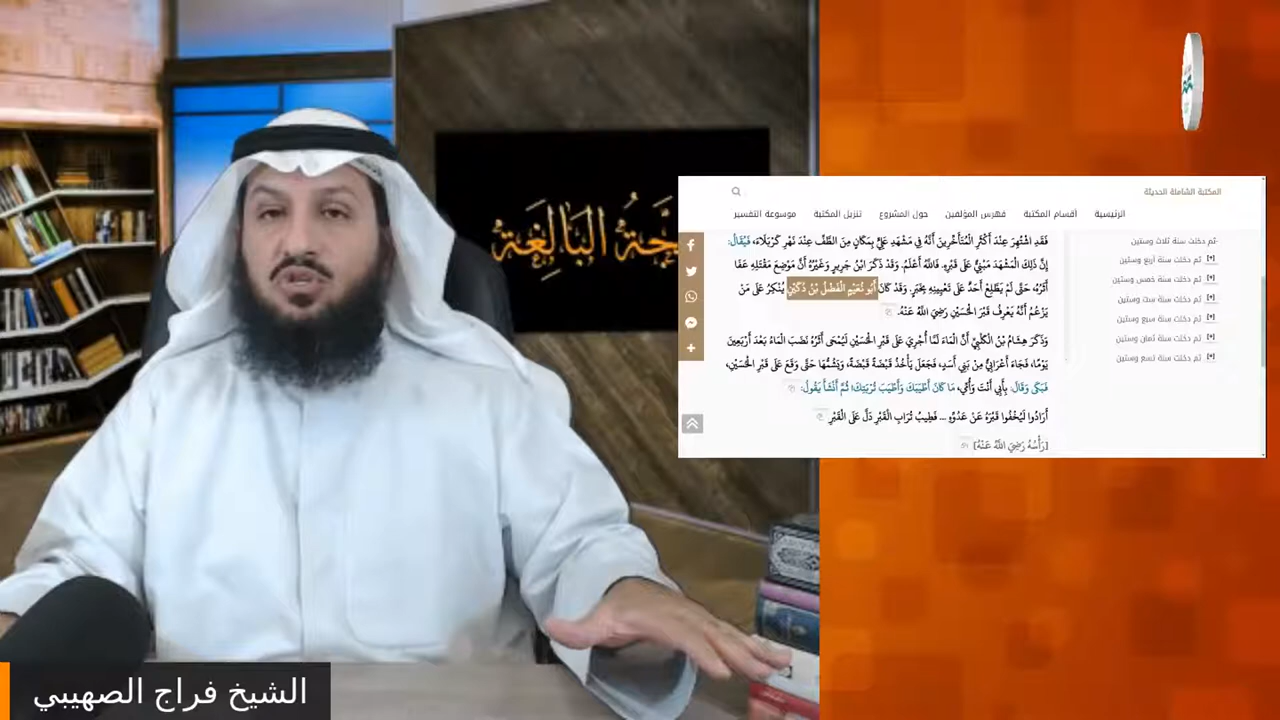 الحجة البالغة
المكتبة الشاملة الحديثة
الرئيسية أقسام المكتبة فهرس المؤلفين حول المشروع تنزيل المكتبة موسوعة التفسير
ثم دخلت سنة ثلاث وستين
[+] ثم دخلت سنة أربع وستين
[+] ثم دخلت سنة خمس وستين
[+] ثم دخلت سنة ست وستين
[+] ثم دخلت سنة سبع وستين
[+] ثم دخلت سنة ثمان وستين
[+] ثم دخلت سنة تسع وستين
فَقَدِ اشْتُهِرَ عِنْدَ أَكْثَرِ الْمُتَأَخِّرِينَ أَنَّهُ فِي مَشْهَدِ عَلِيٍّ بِمَكَانٍ مِنَ الطَّفِّ عِنْدَ نَهْرِ كَرْبَلَاءَ، فَيُقَالُ:
إِنَّ ذَلِكَ الْمَشْهَدَ مَبْنِيٌّ عَلَى قَبْرِهِ. فَاللَّهُ أَعْلَمُ. وَقَدْ ذَكَرَ ابْنُ جَرِيرٍ وَغَيْرُهُ أَنَّ مَوْضِعَ مَقْتَلِهِ عَفَا
أَثَرُهُ، حَتَّى لَمْ يَطَّلِعْ أَحَدٌ عَلَى تَعْيِينِهِ بِخَبَرٍ. وَقَدْ كَانَ أَبُو نُعَيْمٍ الْفَضْلُ بْنُ دُكَيْنٍ يُنْكِرُ عَلَى مَنْ
يَزْعُمُ أَنَّهُ يَعْرِفُ قَبْرَ الْحُسَيْنِ رَضِيَ اللَّهُ عَنْهُ.
وَذَكَرَ هِشَامُ بْنُ الْكَلْبِيِّ أَنَّ الْمَاءَ لَمَّا أُجْرِيَ عَلَى قَبْرِ الْحُسَيْنِ لِيُمْحَى أَثَرُهُ نَضَبَ الْمَاءُ بَعْدَ أَرْبَعِينَ
يَوْمًا، فَجَاءَ أَعْرَابِيٌّ مِنْ بَنِي أَسَدٍ، فَجَعَلَ يَأْخُذُ قَبْضَةً قَبْضَةً، وَيَشُمُّهَا حَتَّى وَقَعَ عَلَى قَبْرِ الْحُسَيْنِ،
فَبَكَى وَقَالَ: بِأَبِي أَنْتَ وَأُمِّي، مَا كَانَ أَطْيَبَكَ وَأَطْيَبَ تُرْبَتِكَ! ثُمَّ أَنْشَأَ يَقُولُ:
أَرَادُوا لِيُخْفُوا قَبْرَهُ عَنْ عَدُوِّهِ ... فَطِيبُ تُرَابِ الْقَبْرِ دَلَّ عَلَى الْقَبْرِ
[رَأْسُهُ رَضِيَ اللَّهُ عَنْهُ]
الشيخ فراج الصهيبي